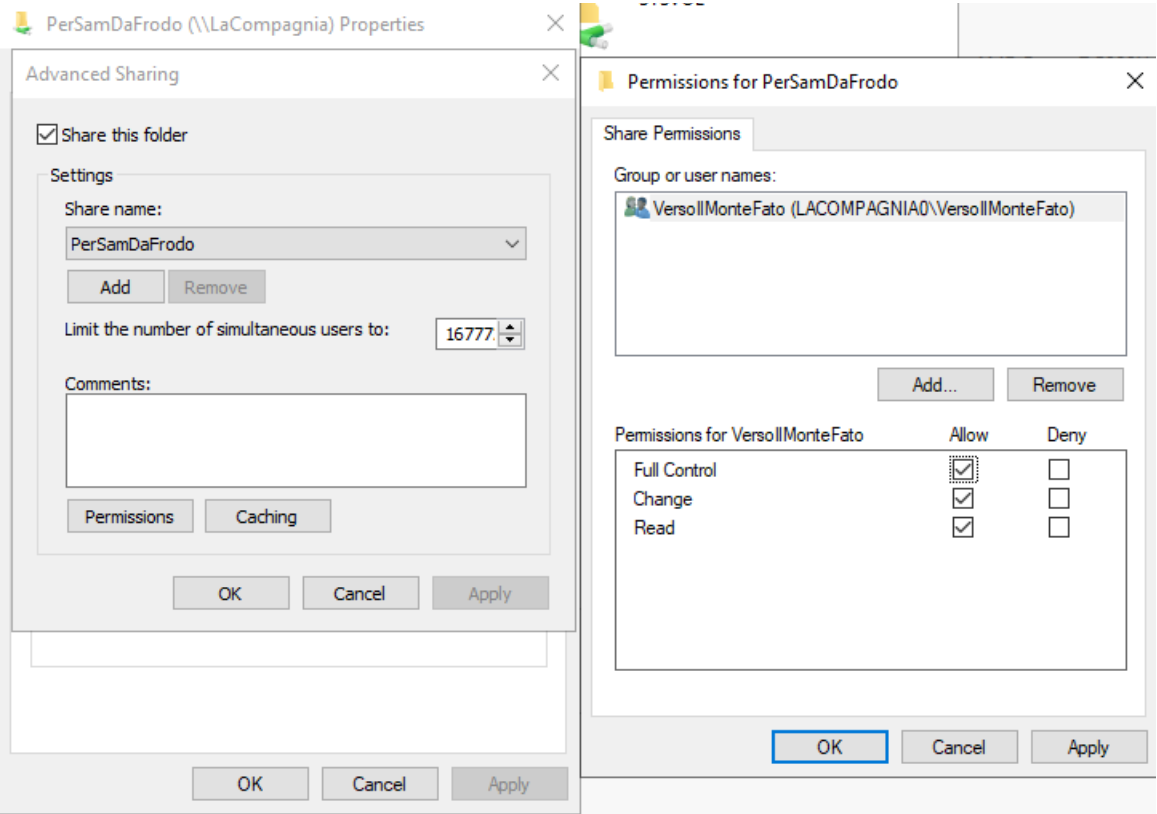 PerSamDaFrodo (\\LaCompagnia) Properties
Advanced Sharing
Share this folder
Settings
Share name:
PerSamDaFrodo
Add
Remove
Limit the number of simultaneous users to:
16777
Comments:
Permissions
Caching
OK
Cancel
Apply
OK
Cancel
Apply
Permissions for PerSamDaFrodo
Share Permissions
Group or user names:
VersoIlMonteFato (LACOMPAGNIA0\VersoIlMonteFato)
Add...
Remove
Permissions for VersoIlMonteFato
Allow
Deny
Full Control
Change
Read
OK
Cancel
Apply